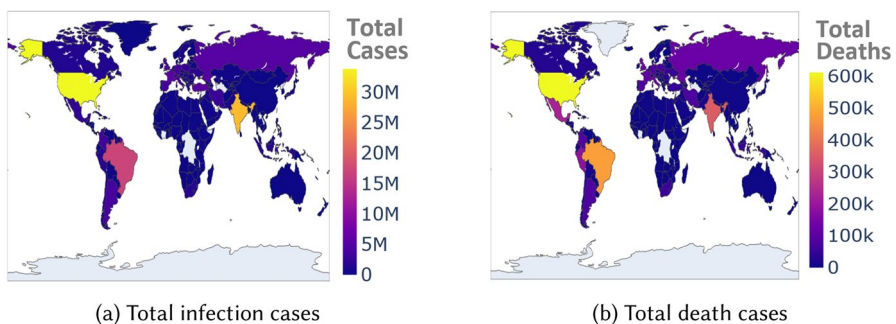 Total
Cases
30M
25M
20M
15M
10M
5M
0
(a) Total infection cases
Total
Deaths
600k
500k
400k
300k
200k
100k
0
(b) Total death cases